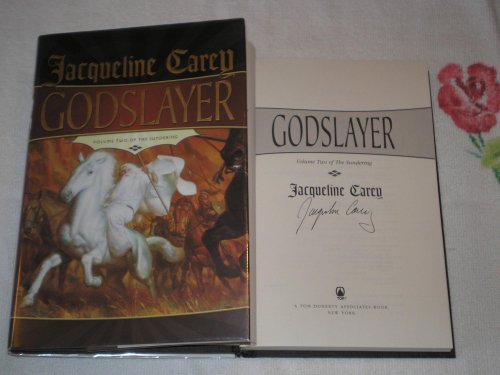 Jacqueline Carey
GODSLAYER
VOLUME TWO OF THE SUNDERING
GODSLAYER
Volume Two of The Sundering
Jacqueline Carey
Jacqueline Carey
TOR
A TOM DOHERTY ASSOCIATES BOOK
NEW YORK